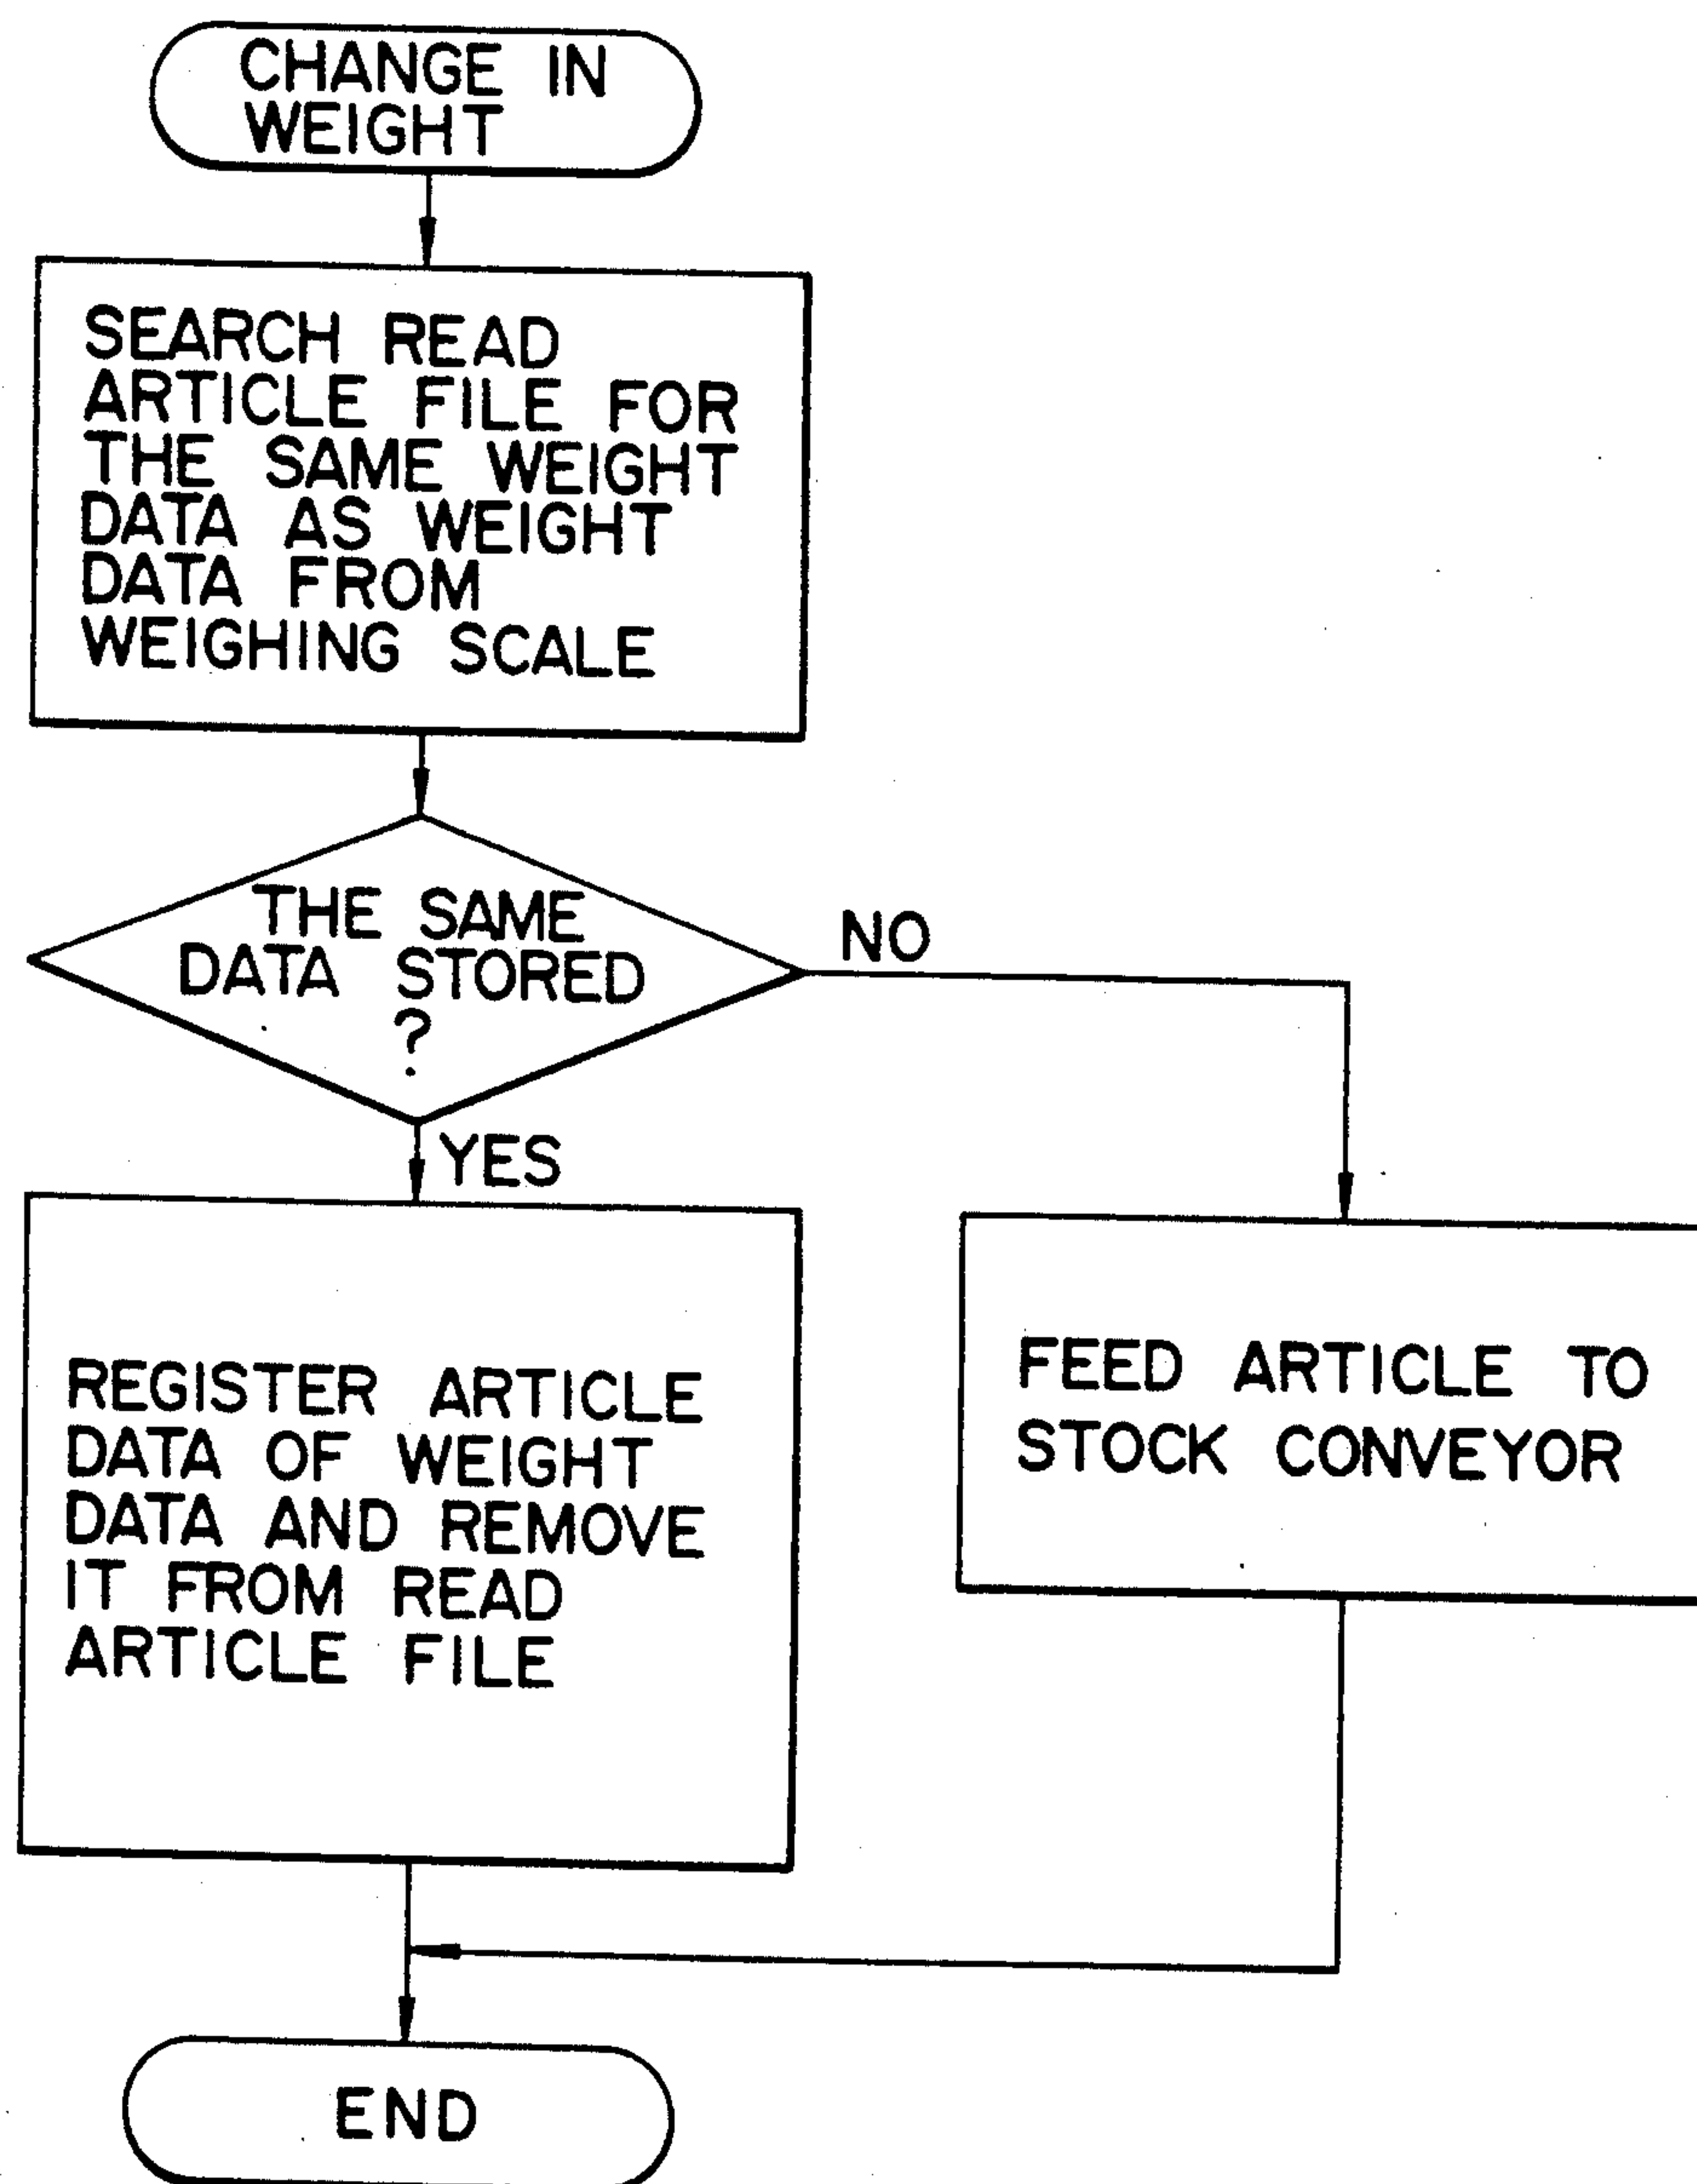 CHANGE IN
WEIGHT
SEARCH READ
ARTICLE FILE FOR
THE SAME WEIGHT
DATA AS WEIGHT
DATA FROM
WEIGHING SCALE
THE SAME
DATA STORED
?
NO
YES
REGISTER ARTICLE
DATA OF WEIGHT
DATA AND REMOVE
IT FROM READ
ARTICLE FILE
FEED ARTICLE TO
STOCK CONVEYOR
END